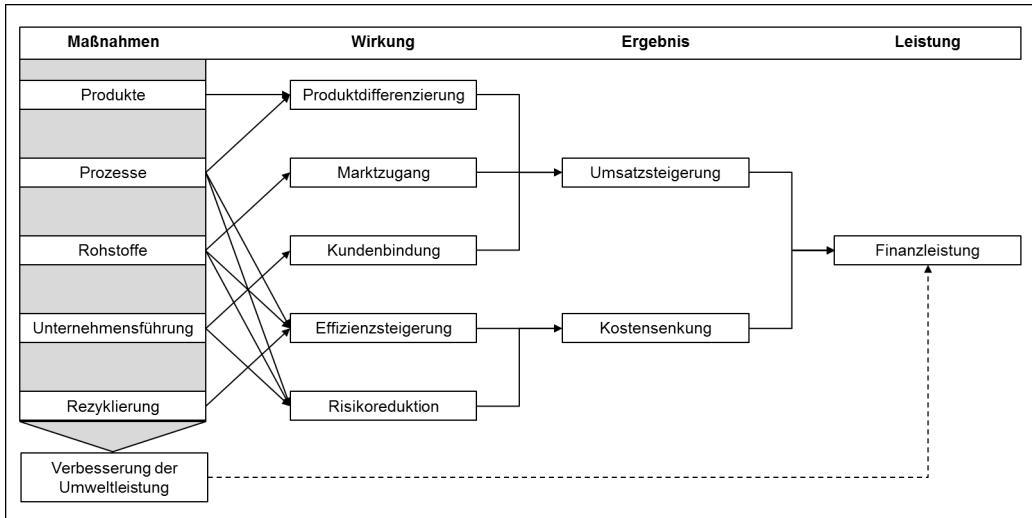 Maßnahmen
Wirkung
Ergebnis
Leistung
Produkte
Produktdifferenzierung
Prozesse
Marktzugang
Umsatzsteigerung
Rohstoffe
Kundenbindung
Finanzleistung
Unternehmensführung
Effizienzsteigerung
Kostensenkung
Rezyklierung
Risikoreduktion
Verbesserung der
Umweltleistung